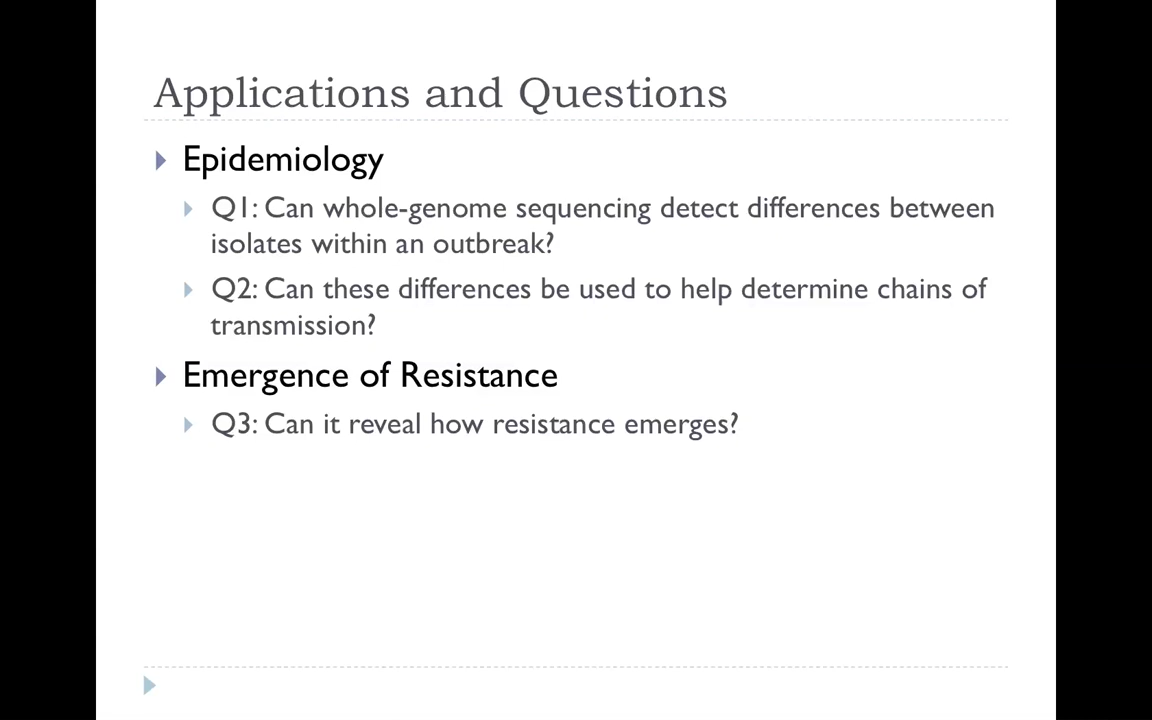 Applications and Questions
Epidemiology
Q1: Can whole-genome sequencing detect differences between
isolates within an outbreak?
Q2: Can these differences be used to help determine chains of
transmission?
Emergence of Resistance
Q3: Can it reveal how resistance emerges?